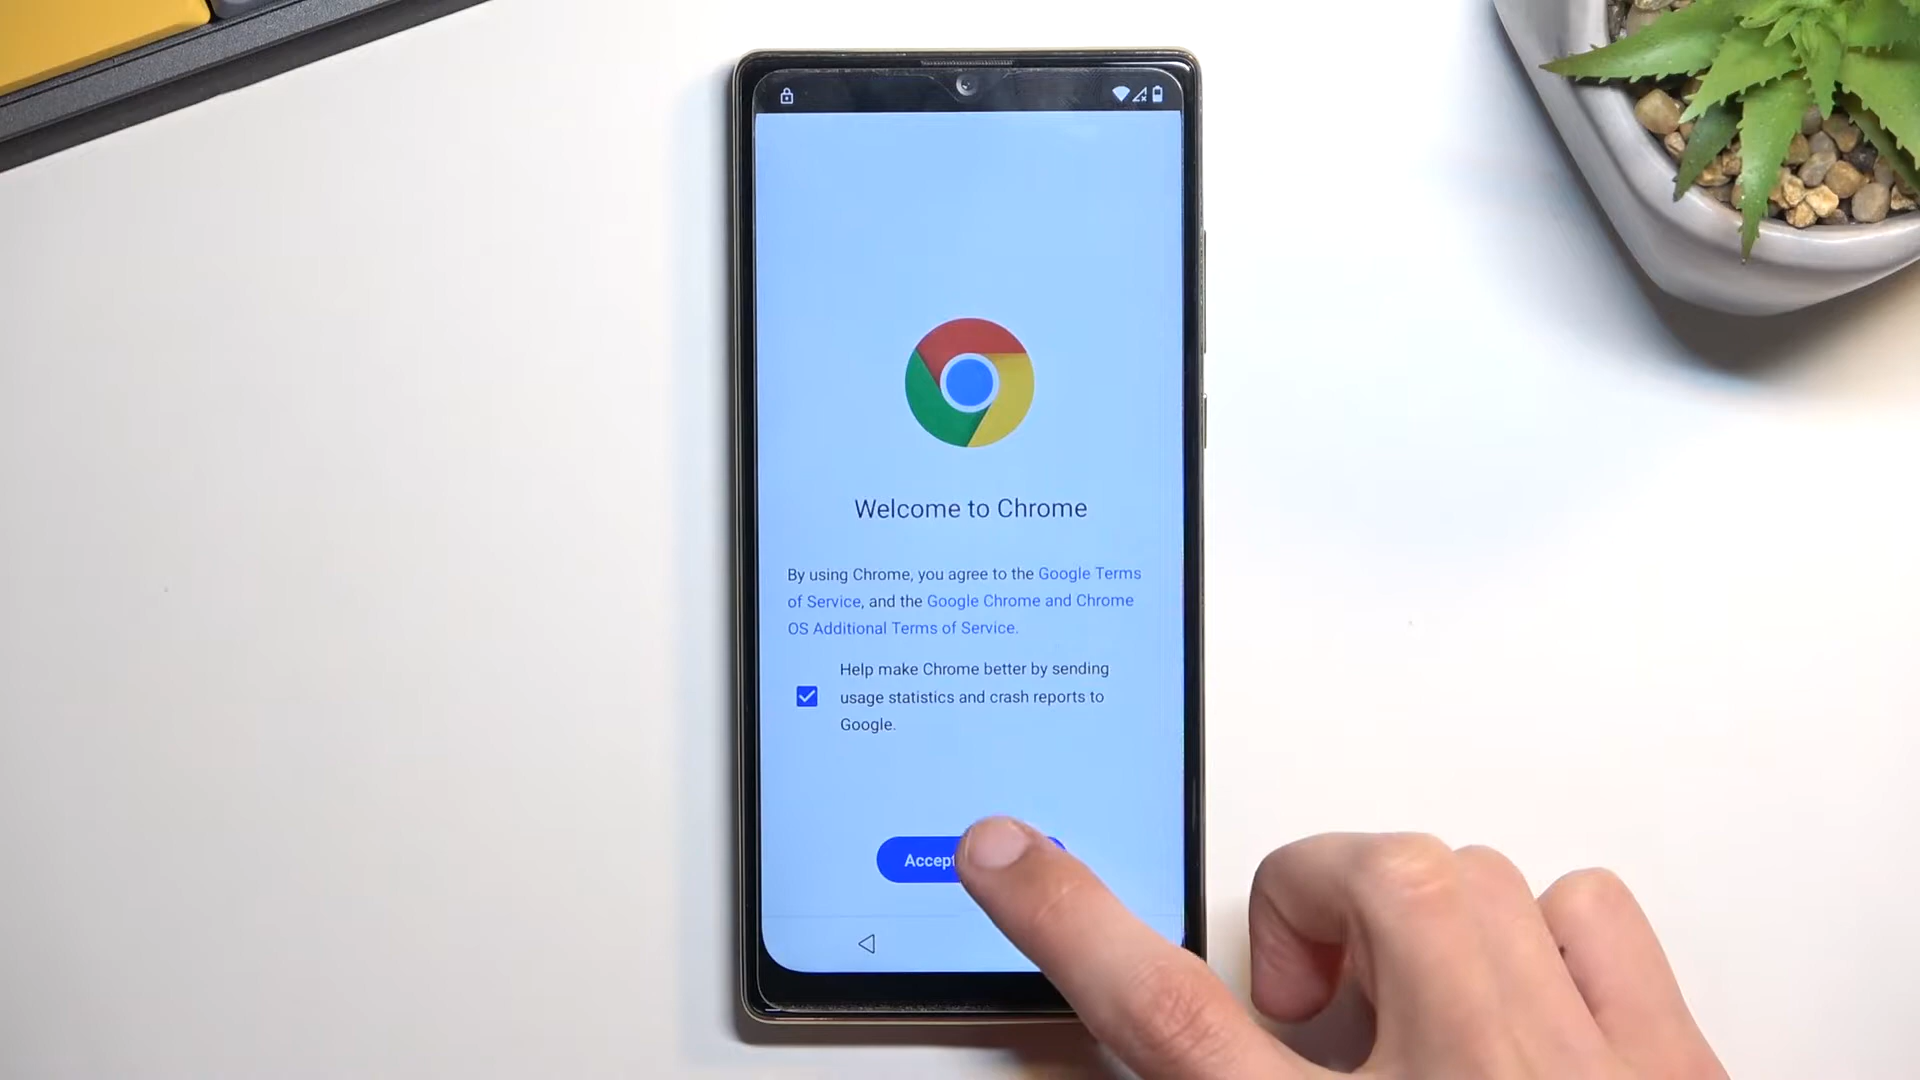 Welcome to Chrome
By using Chrome, you agree to the Google Terms
of Service, and the Google Chrome and Chrome
OS Additional Terms of Service.
Help make Chrome better by sending
usage statistics and crash reports to
Google.
Accept